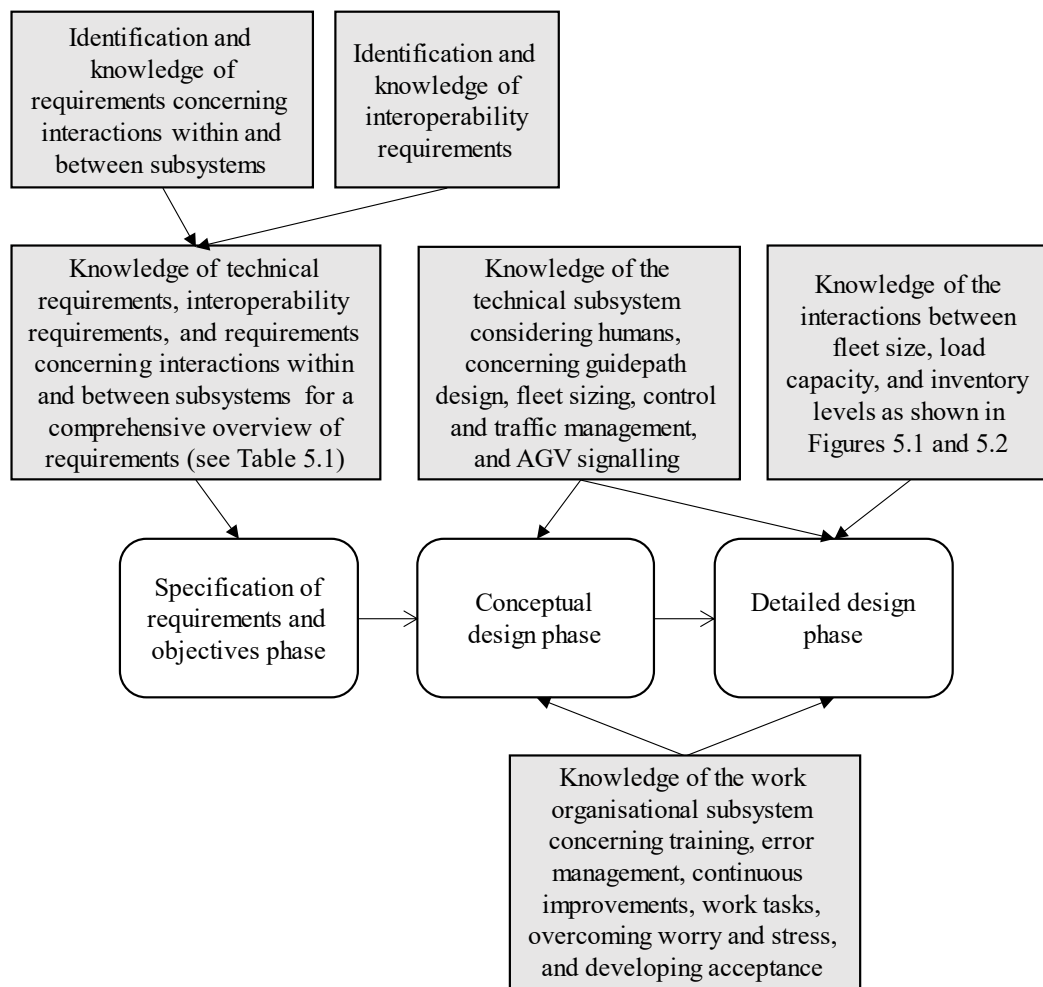 Identification and
knowledge of
requirements concerning
interactions within and
between subsystems
Identification and
knowledge of
interoperability
requirements
Knowledge of technical
requirements, interoperability
requirements, and requirements
concerning interactions within
and between subsystems for a
comprehensive overview of
requirements (see Table 5.1)
Knowledge of the
technical subsystem
considering humans,
concerning guidepath
design, fleet sizing, control
and traffic management,
and AGV signalling
Knowledge of the
interactions between
fleet size, load
capacity, and inventory
levels as shown in
Figures 5.1 and 5.2
Specification of
requirements and
objectives phase
Conceptual
design phase
Detailed design
phase
Knowledge of the work
organisational subsystem
concerning training, error
management, continuous
improvements, work tasks,
overcoming worry and stress,
and developing acceptance